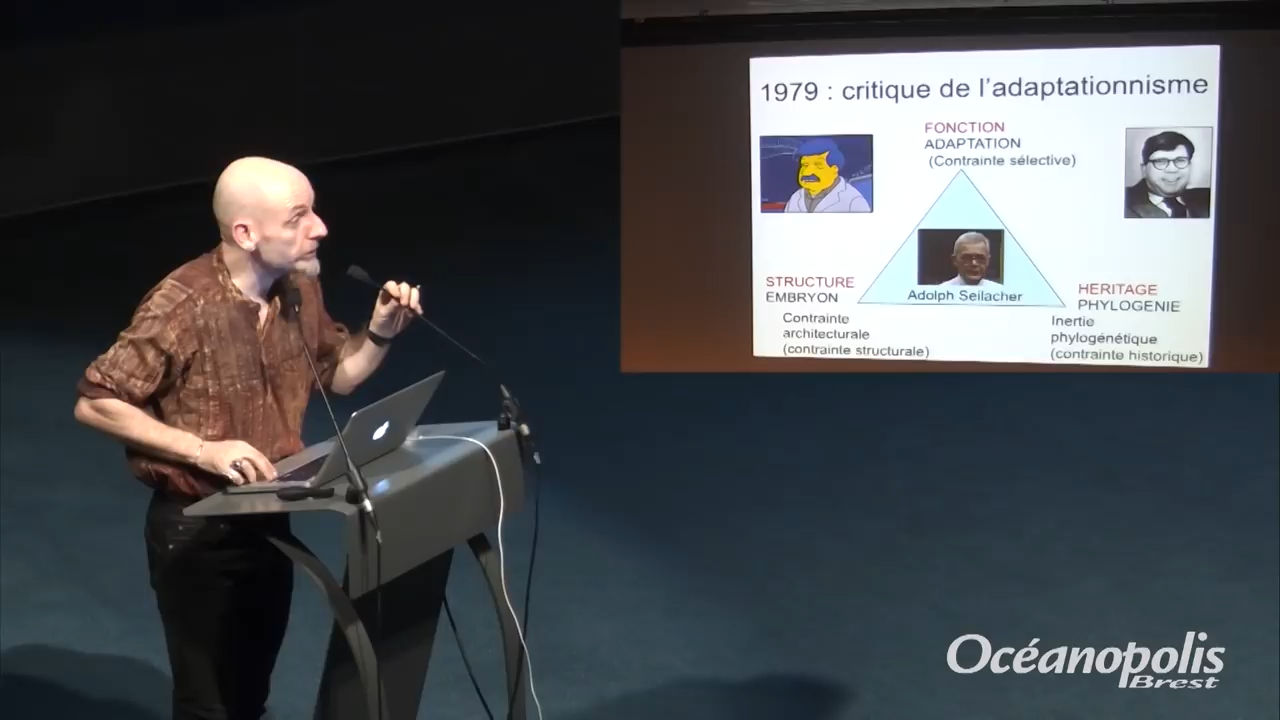 1979 : critique de l'adaptationnisme
FONCTION
ADAPTATION
(Contrainte sélective)
Adolph Seilacher
STRUCTURE
EMBRYON
Contrainte
architecturale
(contrainte structurale)
HERITAGE
PHYLOGENIE
Inertie
phylogénétique
(contrainte historique)
Océanopolis
Brest